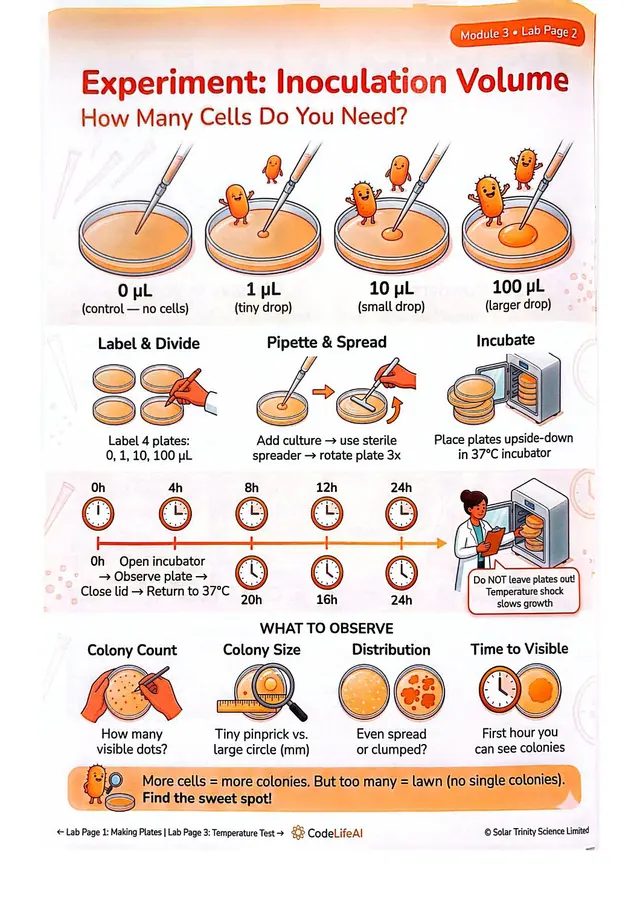 Module 3 • Lab Page 2
Experiment: Inoculation Volume
How Many Cells Do You Need?
0 µL
(control — no cells)
1 µL
(tiny drop)
10 µL
(small drop)
100 µL
(larger drop)
Label & Divide
Label 4 plates:
0, 1, 10, 100 µL
Pipette & Spread
Add culture → use sterile
spreader → rotate plate 3x
Incubate
Place plates upside-down
in 37°C incubator
0h
4h
8h
12h
24h
0h Open incubator
→ Observe plate →
Close lid → Return to 37°C
20h
16h
24h
Do NOT leave plates out!
Temperature shock
slows growth
WHAT TO OBSERVE
Colony Count
How many
visible dots?
Colony Size
Tiny pinprick vs.
large circle (mm)
Distribution
Even spread
or clumped?
Time to Visible
First hour you
can see colonies
More cells = more colonies. But too many = lawn (no single colonies).
Find the sweet spot!
← Lab Page 1: Making Plates | Lab Page 3: Temperature Test →
CodeLifeAI
© Solar Trinity Science Limited